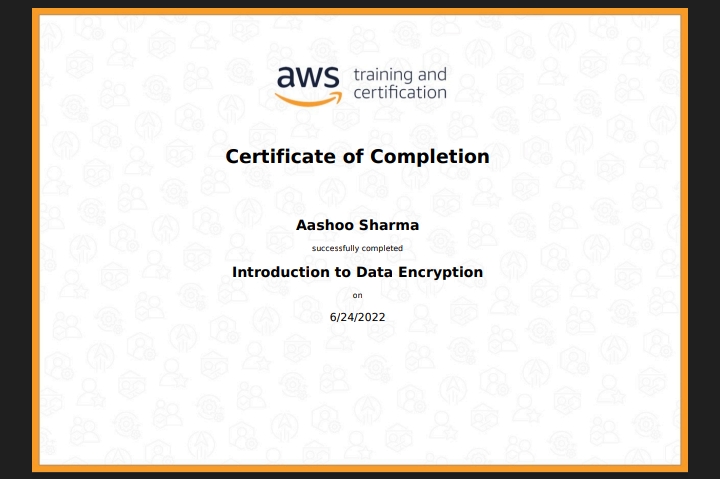 aws training and
certification
Certificate of Completion
Aashoo Sharma
successfully completed
Introduction to Data Encryption
on
6/24/2022